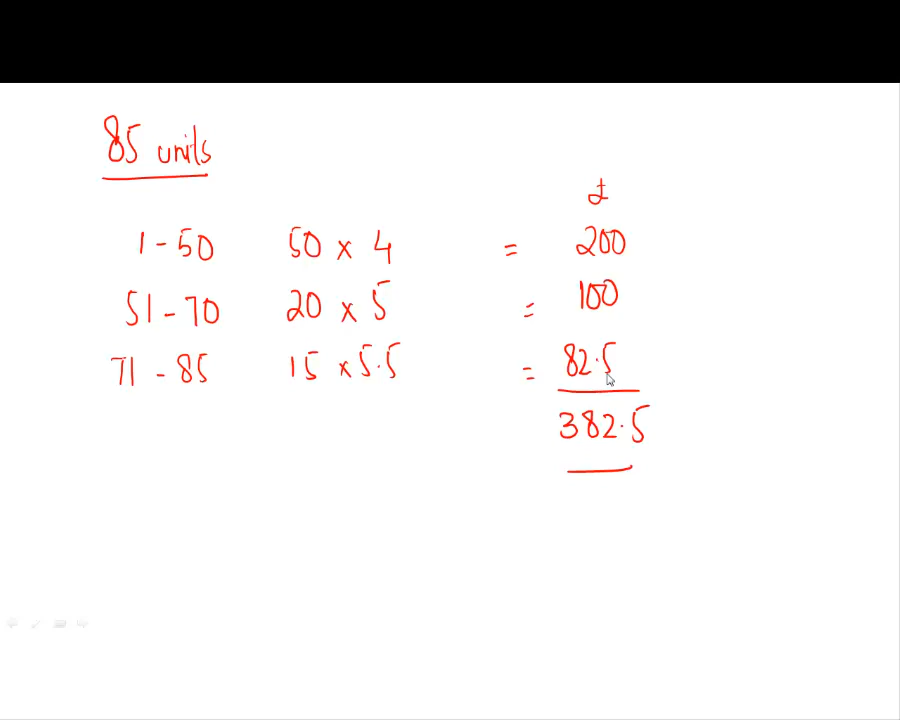 85 units
£
1 - 50 50 x 4 = 200
51 - 70 20 x 5 = 100
71 - 85 15 x 5.5 = 82.5
382.5